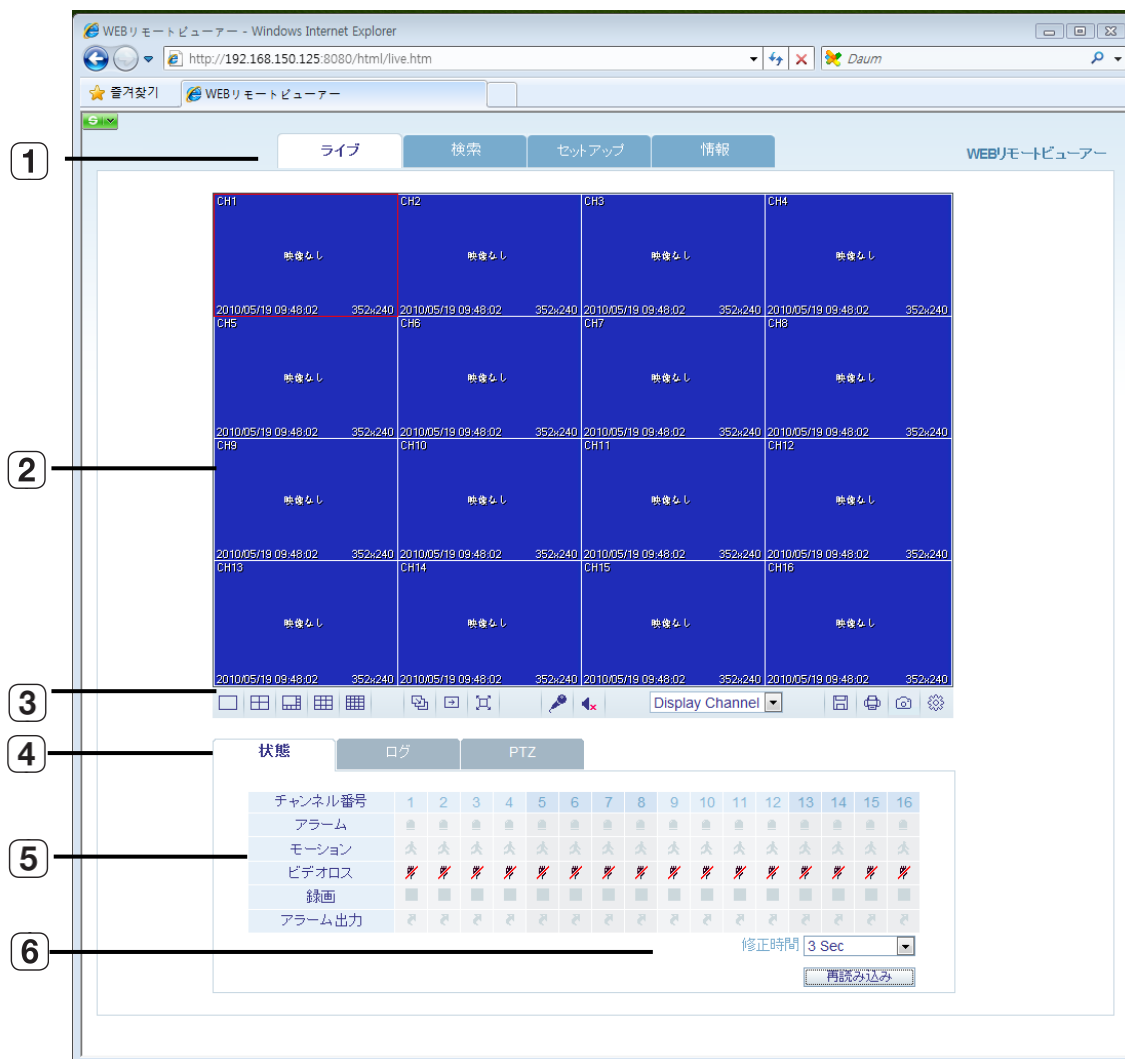 WEBリモートビューアー - Windows Internet Explorer
http://192.168.150.125:8080/html/live.htm
Daum
즐겨찾기
WEBリモートビューアー
S
1
ライブ 検索 セットアップ 情報
WEBリモートビューアー
CH1 CH2 CH3 CH4
映像なし 映像なし 映像なし 映像なし
2010/05/19 09:48:02 352x240 2010/05/19 09:48:02 352x240 2010/05/19 09:48:02 352x240 2010/05/19 09:48:02 352x240
CH5 CH6 CH7 CH8
映像なし 映像なし 映像なし 映像なし
2010/05/19 09:48:02 352x240 2010/05/19 09:48:02 352x240 2010/05/19 09:48:02 352x240 2010/05/19 09:48:02 352x240
2
CH9 CH10 CH11 CH12
映像なし 映像なし 映像なし 映像なし
2010/05/19 09:48:02 352x240 2010/05/19 09:48:02 352x240 2010/05/19 09:48:02 352x240 2010/05/19 09:48:02 352x240
CH13 CH14 CH15 CH16
映像なし 映像なし 映像なし 映像なし
2010/05/19 09:48:02 352x240 2010/05/19 09:48:02 352x240 2010/05/19 09:48:02 352x240 2010/05/19 09:48:02 352x240
3
Display Channel
4
状態 ログ PTZ
チャンネル番号 1 2 3 4 5 6 7 8 9 10 11 12 13 14 15 16
アラーム
モーション
5
ビデオロス
録画
アラーム出力
6
修正時間 3 Sec
再読み込み